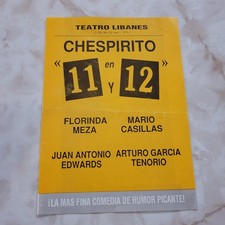 TEATRO LIBANES
CHESPIRITO
en
« 11 y 12 »
FLORINDA MEZA
MARIO CASILLAS
JUAN ANTONIO EDWARDS
ARTURO GARCIA TENORIO
¡LA MAS FINA COMEDIA DE HUMOR PICANTE!